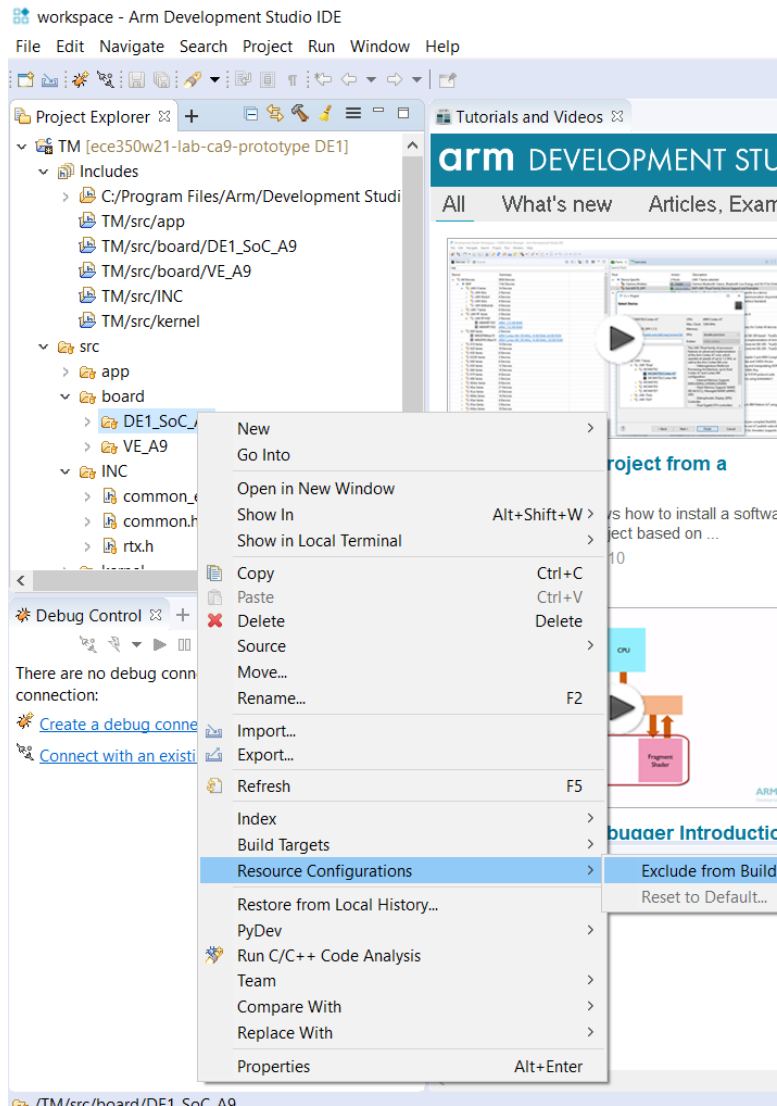 workspace - Arm Development Studio IDE
File Edit Navigate Search Project Run Window Help
Project Explorer
Tutorials and Videos
TM [ece350w21-lab-ca9-prototype DE1]
Includes
C:/Program Files/Arm/Development Studi
TM/src/app
TM/src/board/DE1_SoC_A9
TM/src/board/VE_A9
TM/src/INC
TM/src/kernel
src
app
board
DE1_SoC_A
VE_A9
INC
common_e
common.h
rtx.h
kernel
arm DEVELOPMENT STU
All What's new Articles, Exam
roject from a
vs how to install a softwa
ject based on ...
10
CPU
Fragment
Shader
ARM
bugger Introductio
Debug Control
There are no debug conn
connection:
Create a debug conne
Connect with an existi
New
Go Into
Open in New Window
Show In Alt+Shift+W
Show in Local Terminal
Copy Ctrl+C
Paste Ctrl+V
Delete Delete
Source
Move...
Rename... F2
Import...
Export...
Refresh F5
Index
Build Targets
Resource Configurations
Exclude from Build
Reset to Default...
Restore from Local History...
PyDev
Run C/C++ Code Analysis
Team
Compare With
Replace With
Properties Alt+Enter
/TM/src/board/DE1_SoC_A9